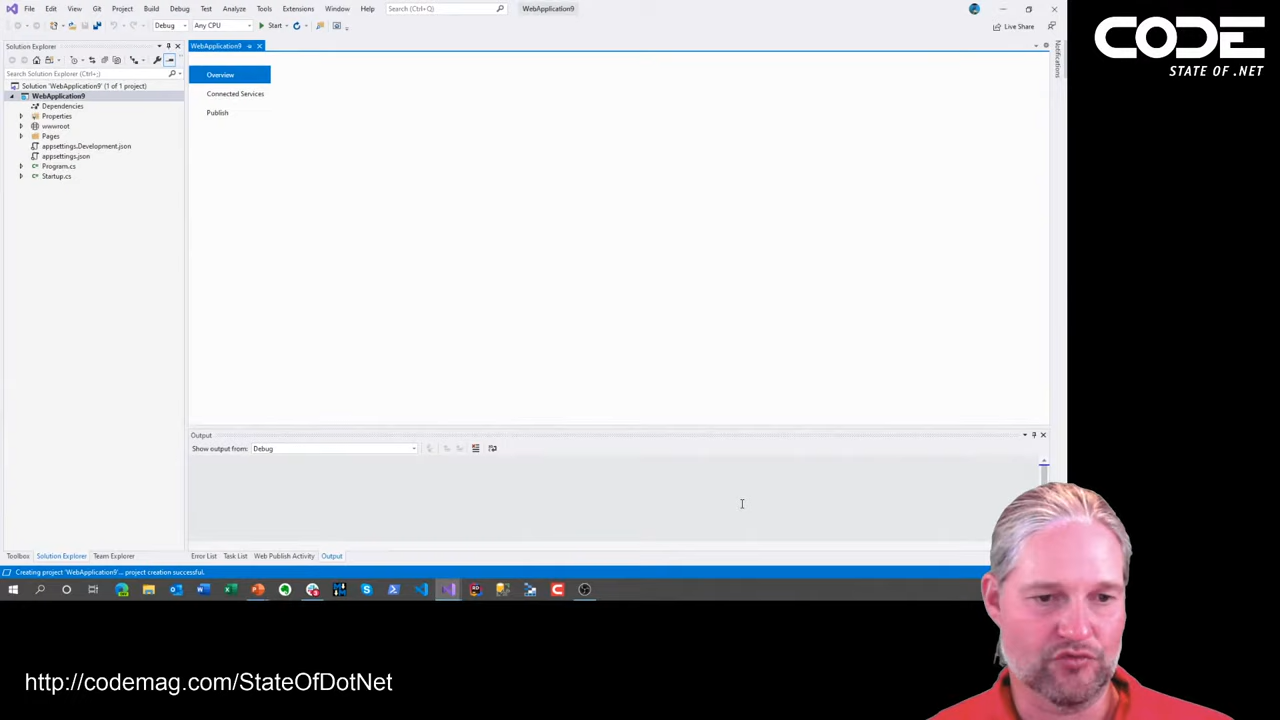 File Edit View Git Project Build Debug Test Analyze Tools Extensions Window Help Search (Ctrl+Q) WebApplication9
Debug Any CPU Start Live Share
CODE
STATE OF .NET
Solution Explorer
WebApplication9
Notifications
Search Solution Explorer (Ctrl+;)
Overview
Solution 'WebApplication9' (1 of 1 project)
WebApplication9
Connected Services
Dependencies
Publish
Properties
wwwroot
Pages
appsettings.Development.json
appsettings.json
Program.cs
Startup.cs
Output
Show output from: Debug
Toolbox Solution Explorer Team Explorer Error List Task List Web Publish Activity Output
Creating project 'WebApplication9'... project creation successful.
http://codemag.com/StateOfDotNet